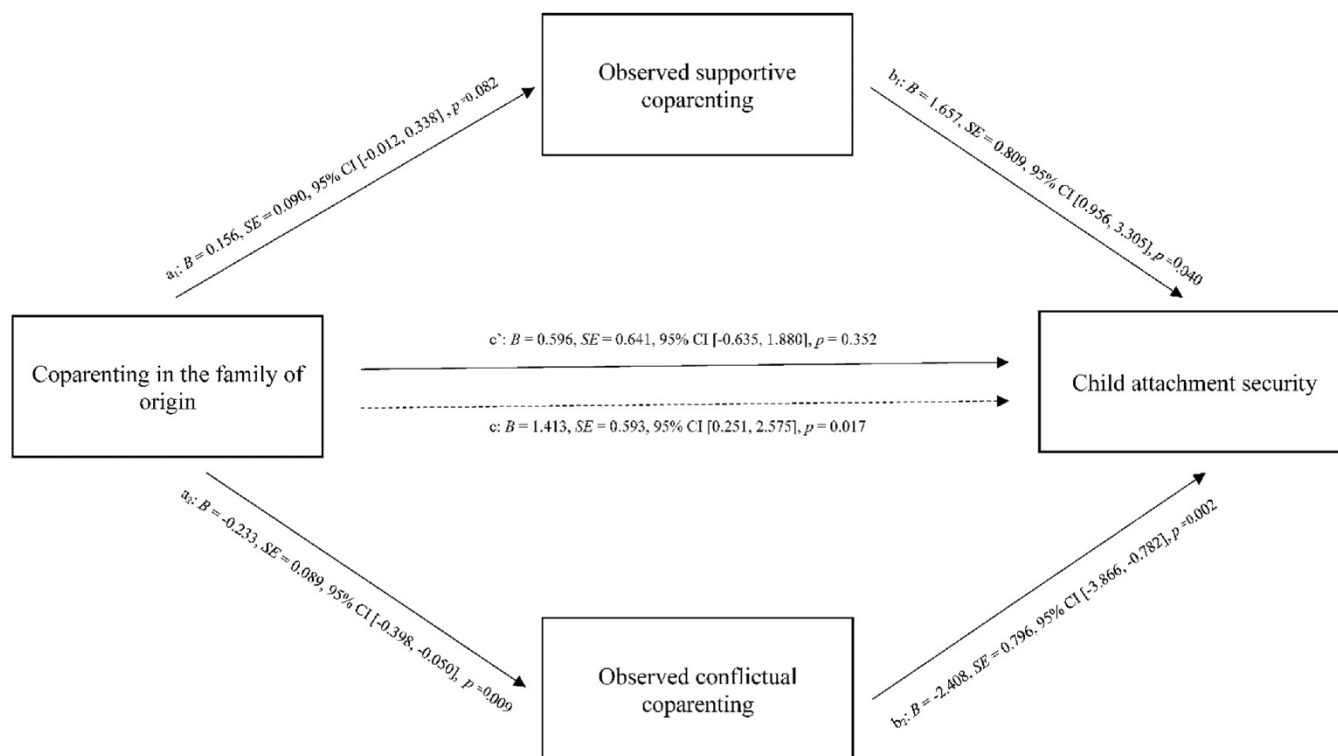 Observed supportive
coparenting
a₁: B = 0.156, SE = 0.090, 95% CI [-0.012, 0.338] , p =0.082
b₁: B = 1.657, SE = 0.809, 95% CI [0.956, 3.305], p =0.040
Coparenting in the family of
origin
c`: B = 0.596, SE = 0.641, 95% CI [-0.635, 1.880], p = 0.352
c: B = 1.413, SE = 0.593, 95% CI [0.251, 2.575], p = 0.017
Child attachment security
a₂: B = -0.233, SE = 0.089, 95% CI [-0.398, -0.050], p =0.009
b₂: B = -2.408, SE = 0.796, 95% CI [-3.866, -0.782], p =0.002
Observed conflictual
coparenting